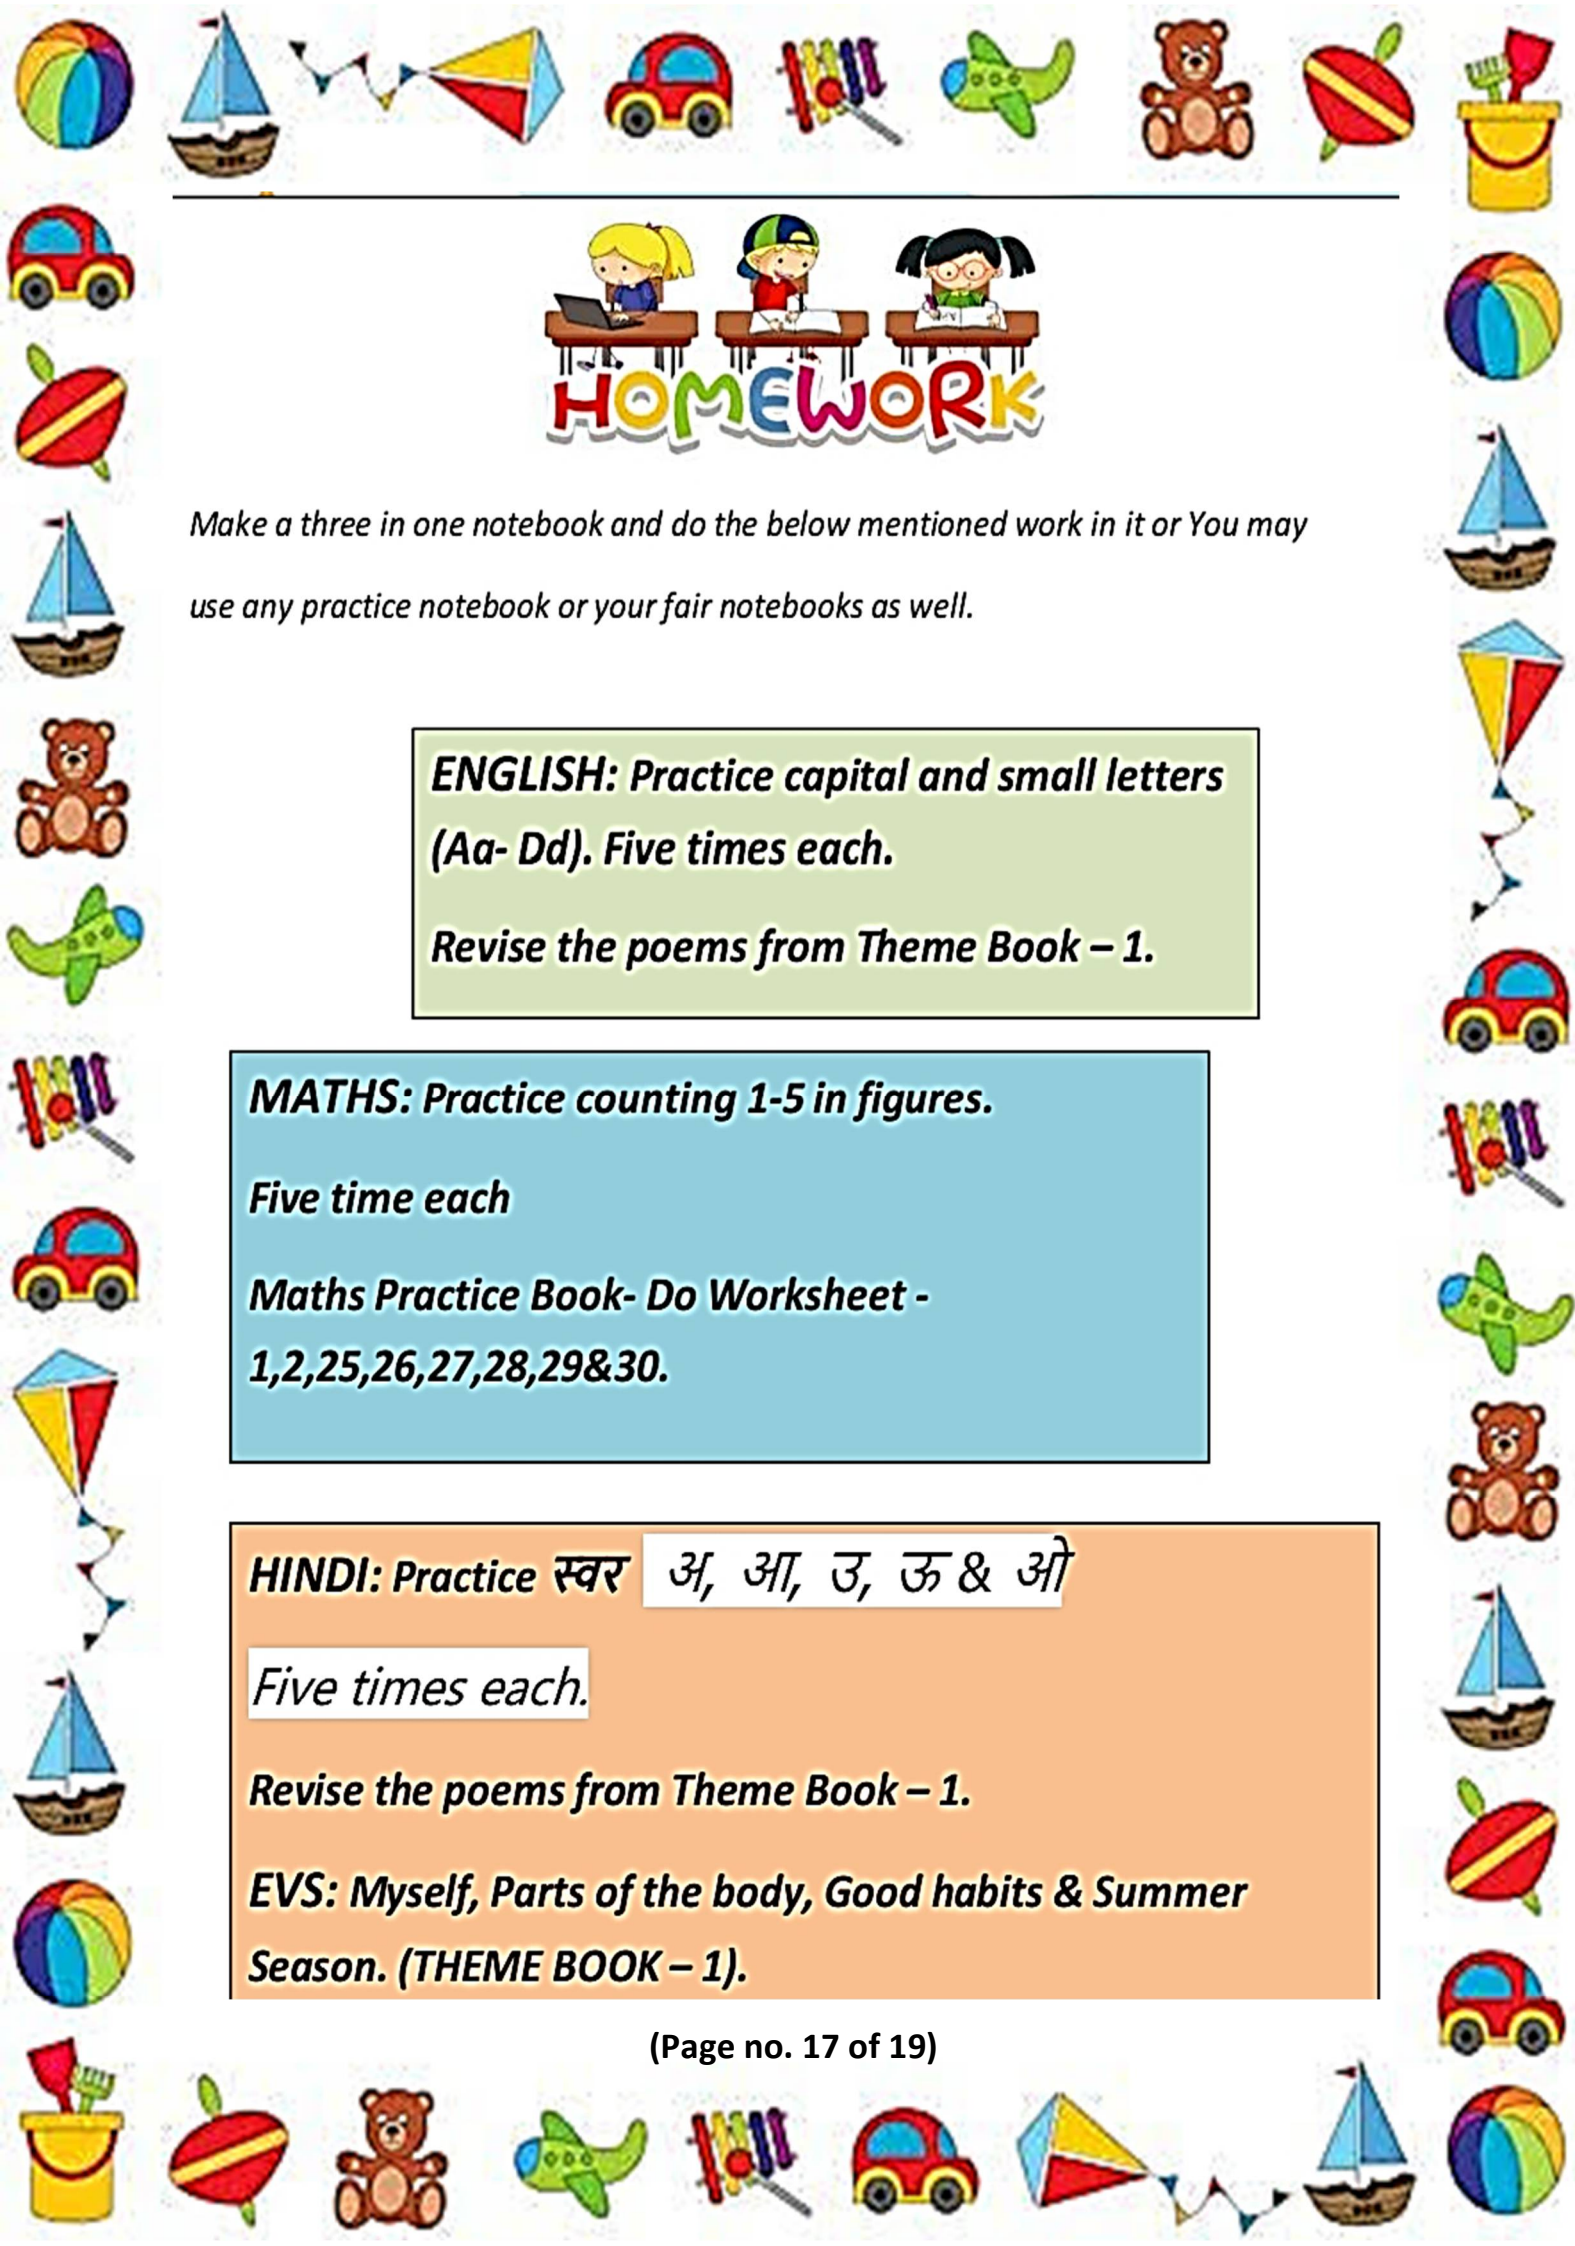 HOMEWORK
Make a three in one notebook and do the below mentioned work in it or You may
use any practice notebook or your fair notebooks as well.
ENGLISH: Practice capital and small letters
(Aa- Dd). Five times each.
Revise the poems from Theme Book – 1.
MATHS: Practice counting 1-5 in figures.
Five time each
Maths Practice Book- Do Worksheet -
1,2,25,26,27,28,29&30.
HINDI: Practice स्वर अ, आ, उ, ऊ & ओ
Five times each.
Revise the poems from Theme Book – 1.
EVS: Myself, Parts of the body, Good habits & Summer
Season. (THEME BOOK – 1).
(Page no. 17 of 19)